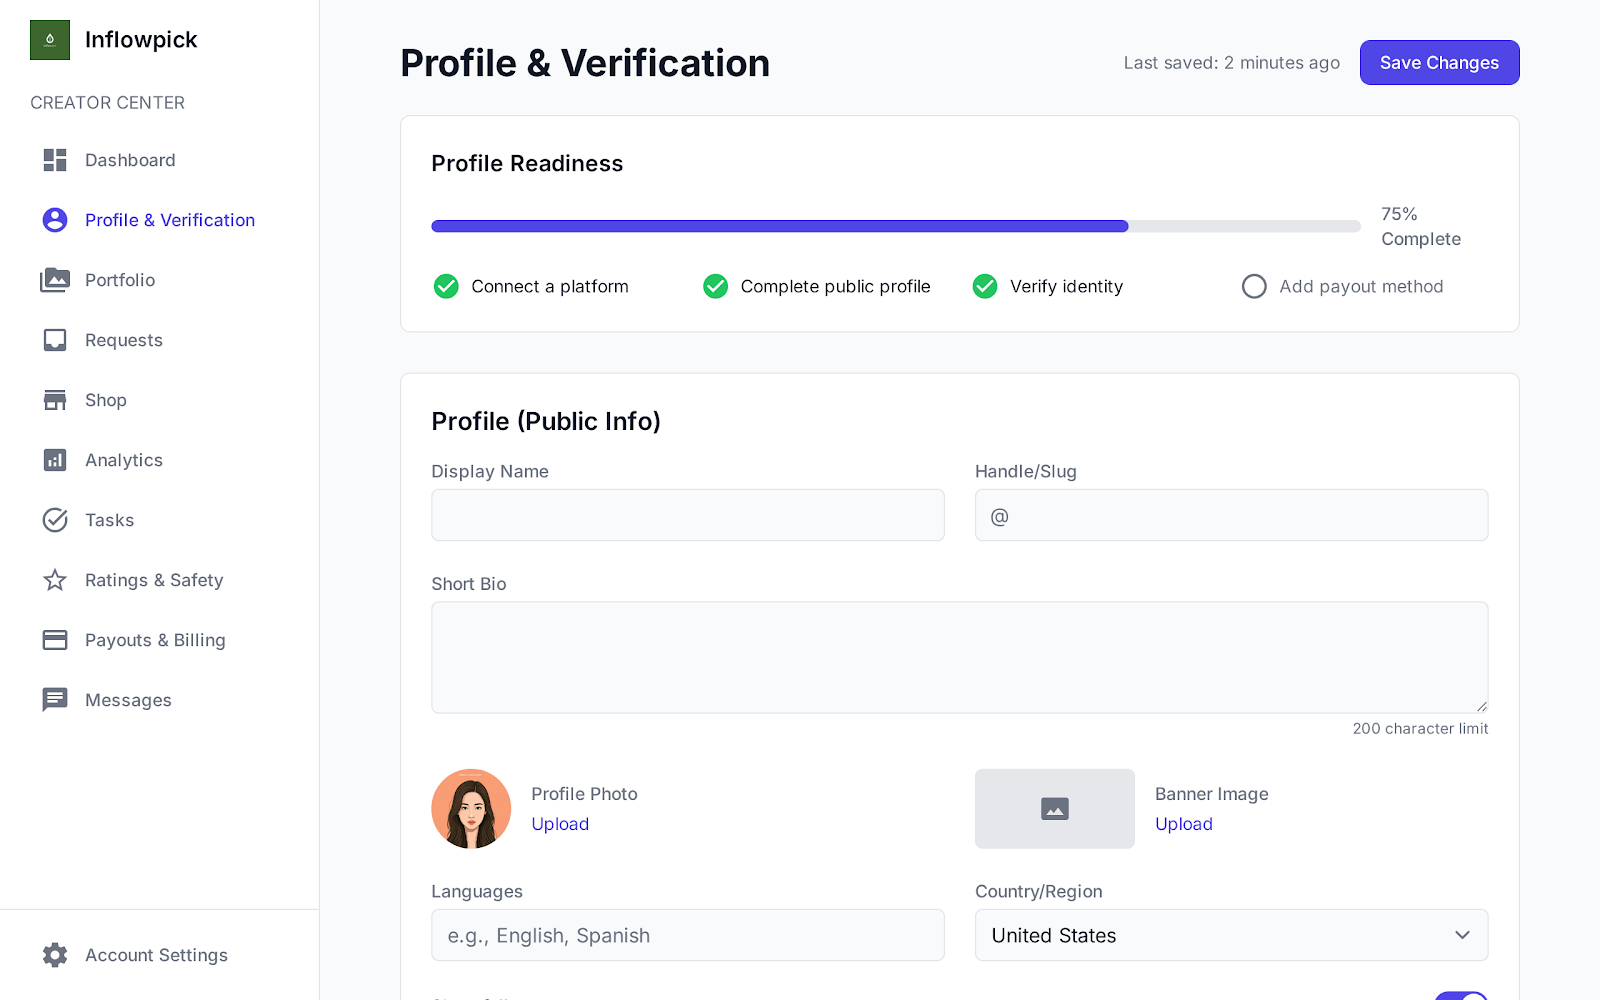 Inflowpick
CREATOR CENTER
Dashboard
Profile & Verification
Portfolio
Requests
Shop
Analytics
Tasks
Ratings & Safety
Payouts & Billing
Messages
Account Settings
Profile & Verification
Last saved: 2 minutes ago
Save Changes
Profile Readiness
75%
Complete
Connect a platform
Complete public profile
Verify identity
Add payout method
Profile (Public Info)
Display Name
Handle/Slug
@
Short Bio
200 character limit
Profile Photo
Upload
Banner Image
Upload
Languages
Country/Region
e.g., English, Spanish
United States